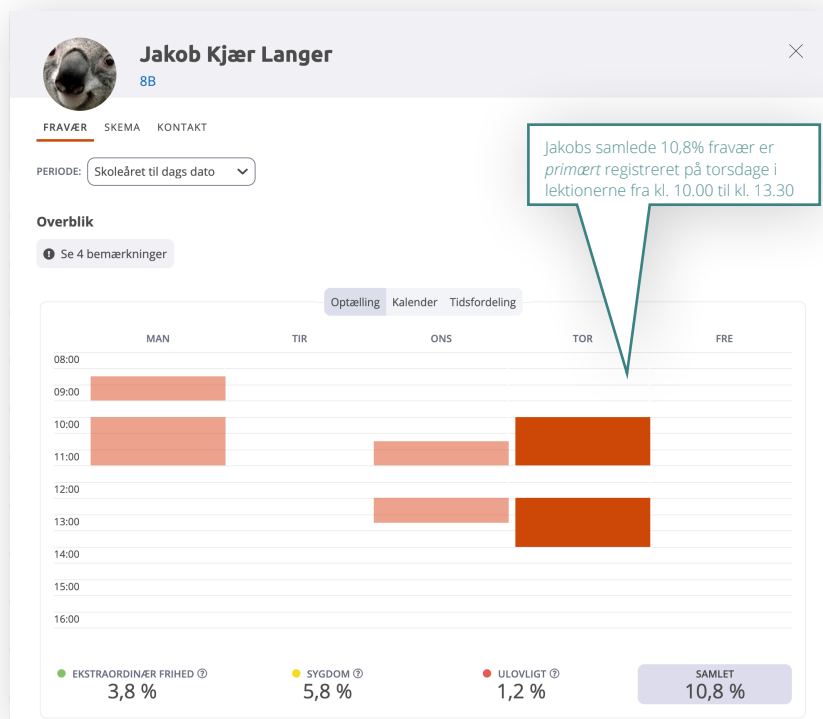 Jakob Kjær Langer
8B
FRAVÆR SKEMA KONTAKT
Jakobs samlede 10,8% fravær er
primært registreret på torsdage i
lektionerne fra kl. 10.00 til kl. 13.30
PERIODE: Skoleåret til dags dato
Overblik
Se 4 bemærkninger
Optælling Kalender Tidsfordeling
MAN TIR ONS TOR FRE
08:00
09:00
10:00
11:00
12:00
13:00
14:00
15:00
16:00
EKSTRAORDINÆR FRIHED SYGDOM ULOVLIGT SAMLET
3,8 % 5,8 % 1,2 % 10,8 %